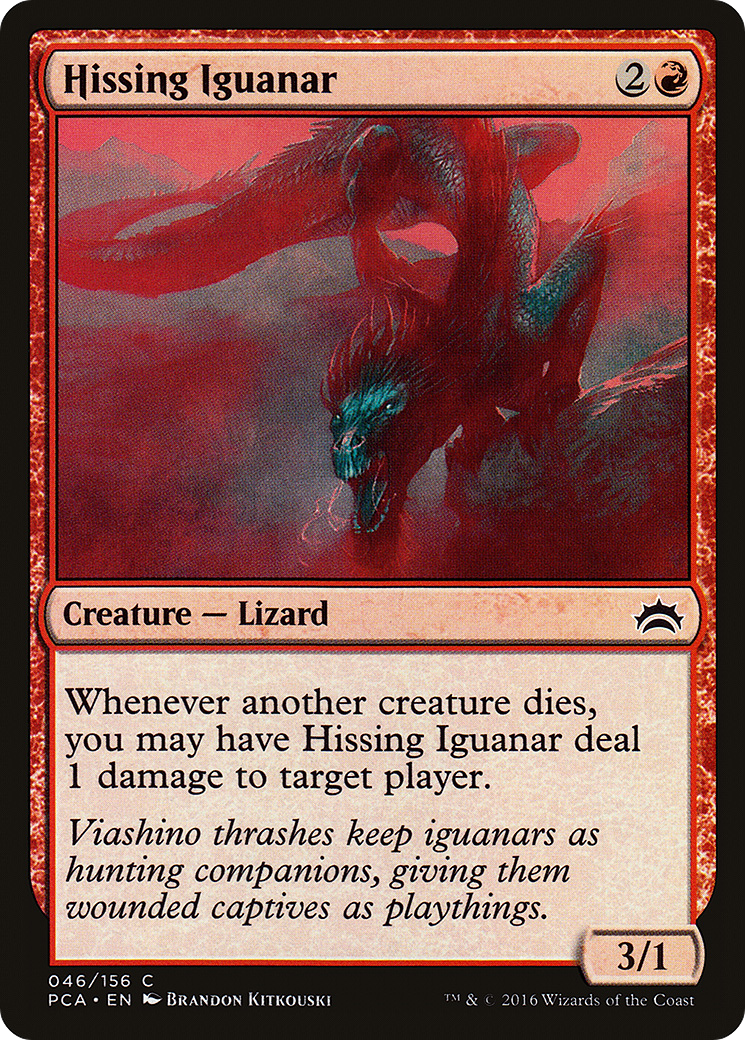 Hissing Iguanar 2
Creature — Lizard
Whenever another creature dies,
you may have Hissing Iguanar deal
1 damage to target player.
Viashino thrashes keep iguanars as
hunting companions, giving them
wounded captives as playthings.
3/1
046/156 C
PCA • EN Brandon Kitkouski
™ & © 2016 Wizards of the Coast